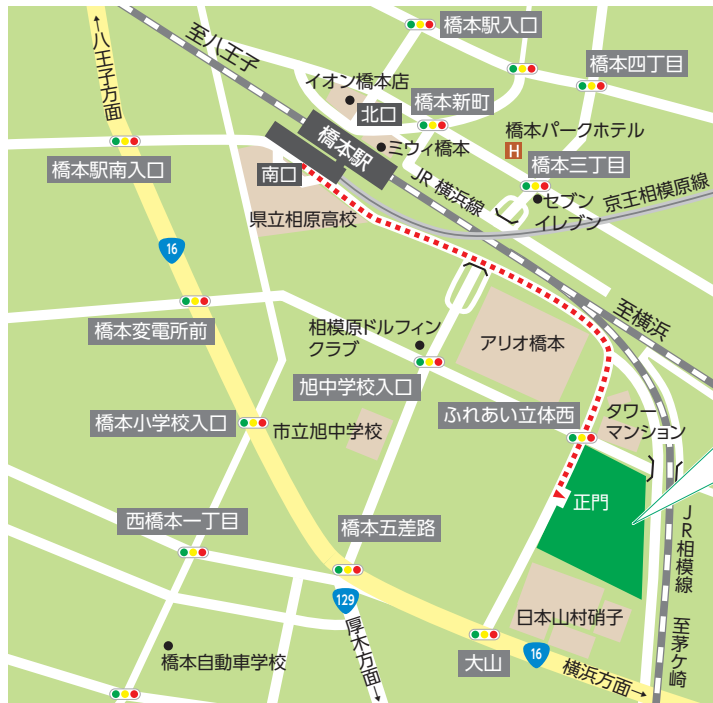 ←八王子方面
至八王子
橋本駅入口
橋本四丁目
イオン橋本店
北口
橋本新町
橋本駅
ミウィ橋本
橋本パークホテル
H
橋本三丁目
橋本駅南入口
南口
JR横浜線
セブン
イレブン
京王相模原線
県立相原高校
16
橋本変電所前
相模原ドルフィン
クラブ
アリオ橋本
至横浜
旭中学校入口
橋本小学校入口
市立旭中学校
ふれあい立体西
タワー
マンション
西橋本一丁目
橋本五差路
正門
JR相模線
至茅ケ崎
129
厚木方面→
日本山村硝子
橋本自動車学校
大山
16
横浜方面→